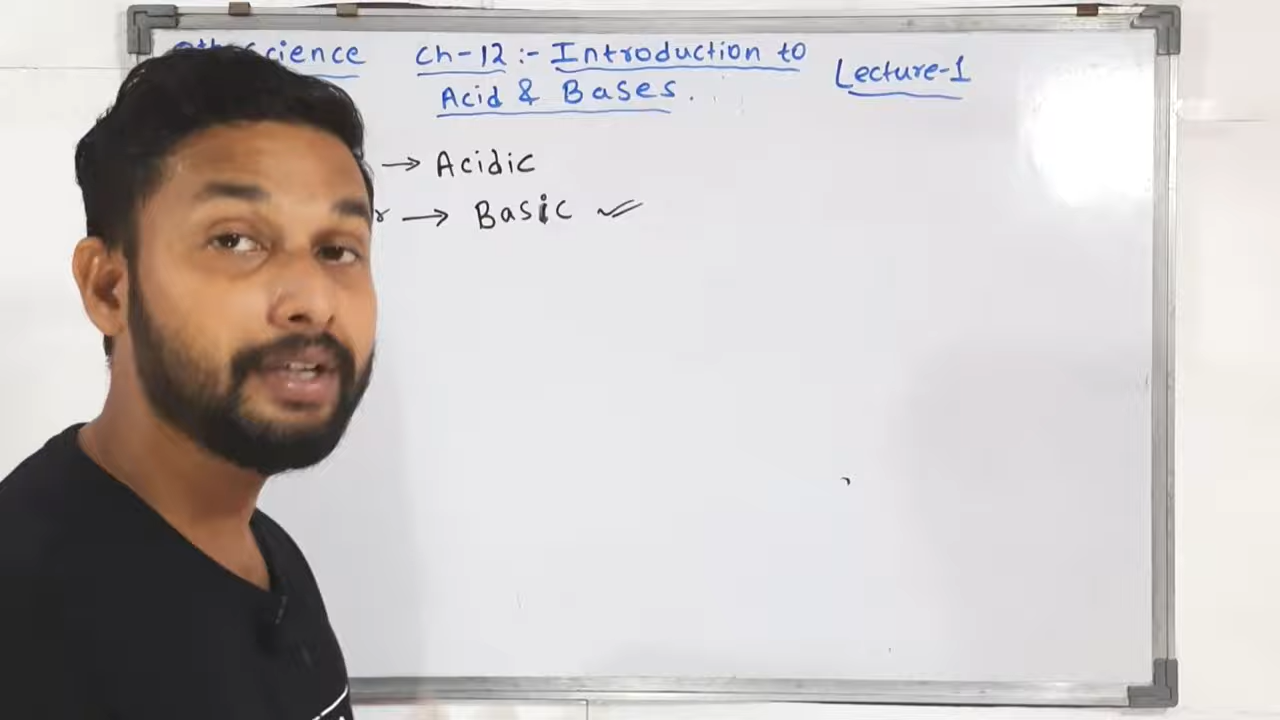 Science Ch-12 :- Introduction to Lecture-1
Acid & Bases.
→ Acidic
r → Basic